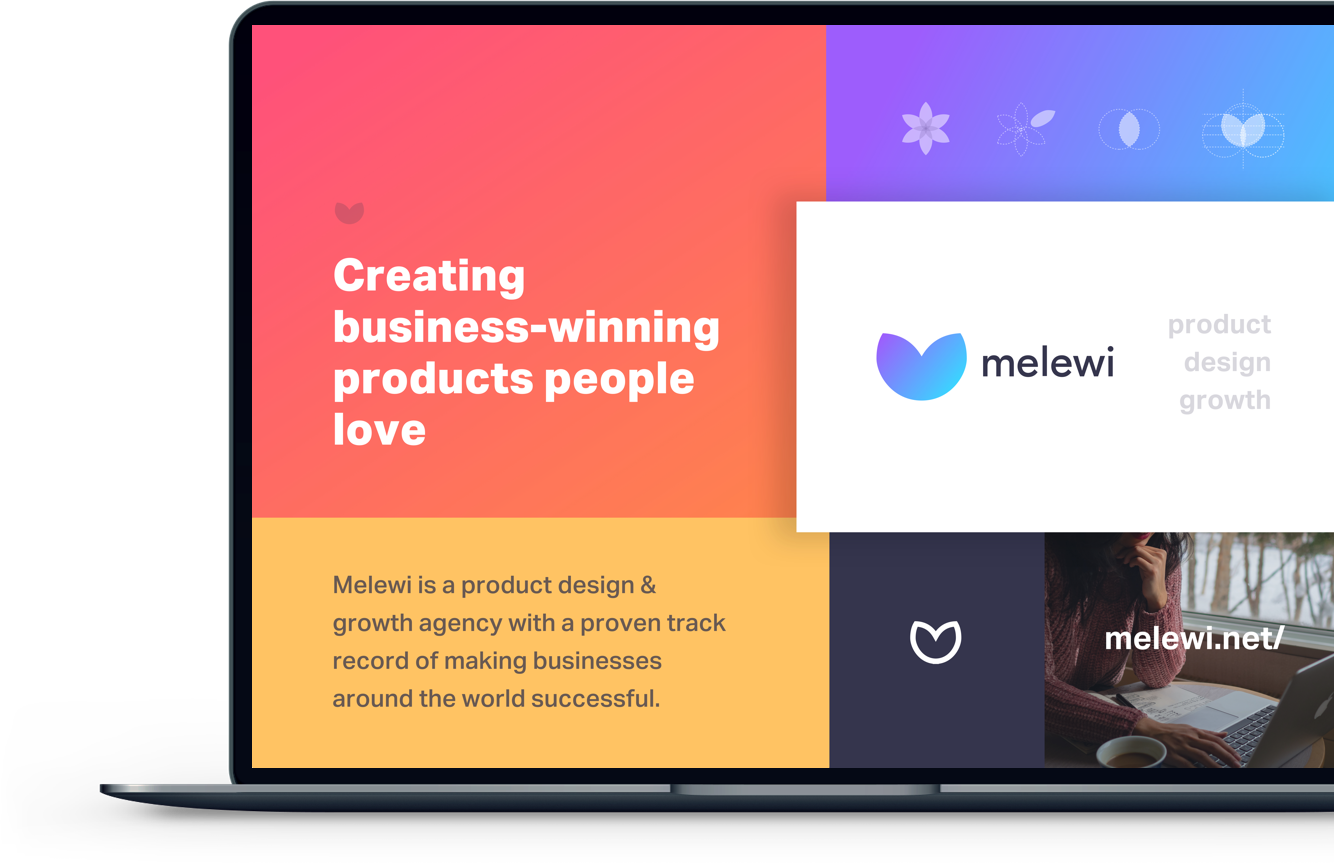 Creating
business-winning
products people
love
melewi
product
design
growth
Melewi is a product design &
growth agency with a proven track
record of making businesses
around the world successful.
melewi.net/